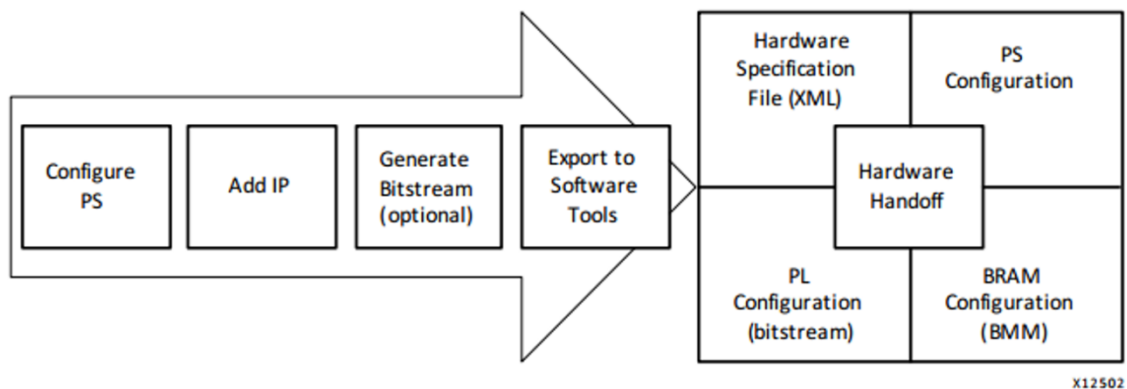 Configure
PS
Add IP
Generate
Bitstream
(optional)
Export to
Software
Tools
Hardware
Specification
File (XML)
PS
Configuration
Hardware
Handoff
PL
Configuration
(bitstream)
BRAM
Configuration
(BMM)
X12502